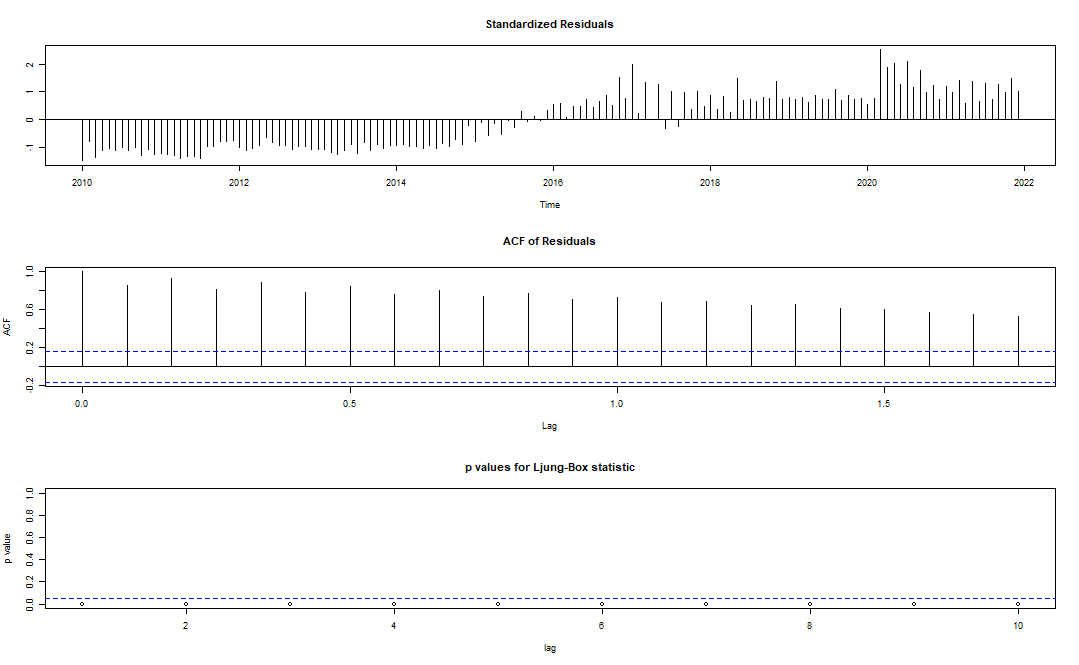 Standardized Residuals
2
1
0
-1
2010 2012 2014 2016 2018 2020 2022
Time
ACF of Residuals
ACF
1.0
0.6
0.2
-0.2
0.0 0.5 1.0 1.5
Lag
p values for Ljung-Box statistic
p value
1.0
0.8
0.6
0.4
0.2
0.0
2 4 6 8 10
lag